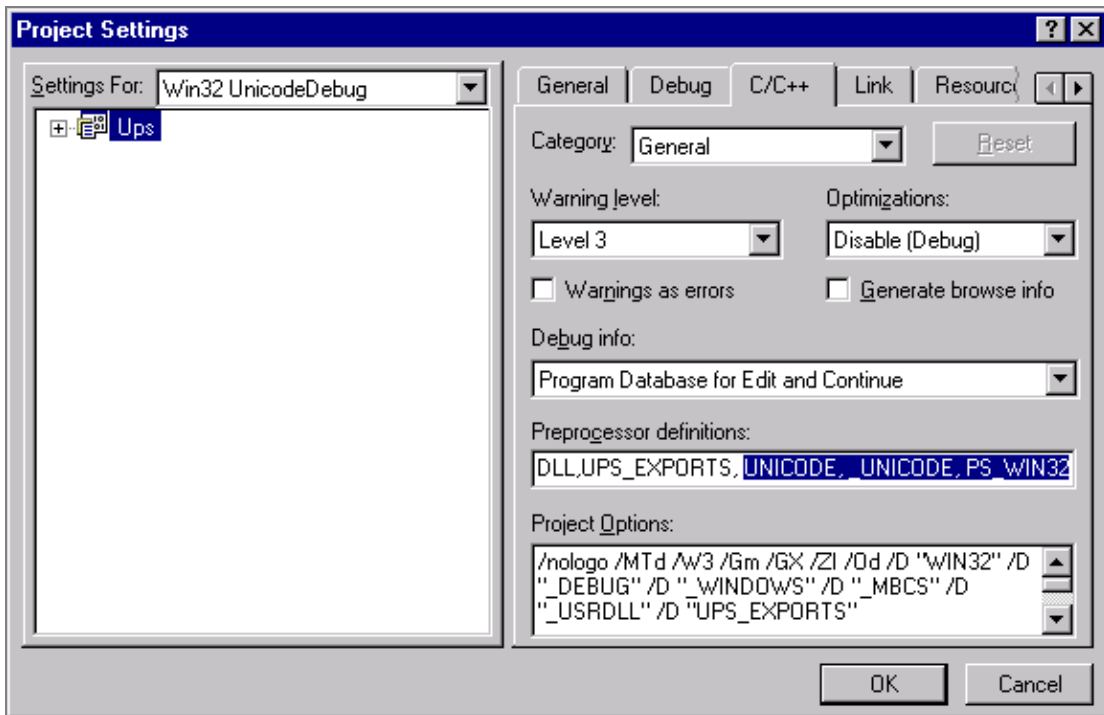 Project Settings
Settings For: Win32 UnicodeDebug
Ups
General Debug C/C++ Link Resourc
Category: General Reset
Warning level: Optimizations:
Level 3 Disable (Debug)
Warnings as errors Generate browse info
Debug info:
Program Database for Edit and Continue
Preprocessor definitions:
DLL,UPS_EXPORTS, UNICODE, _UNICODE, PS_WIN32
Project Options:
/nologo /MTd /W3 /Gm /GX /ZI /Od /D "WIN32" /D
"_DEBUG" /D "_WINDOWS" /D "_MBCS" /D
"_USRDLL" /D "UPS_EXPORTS"
OK Cancel